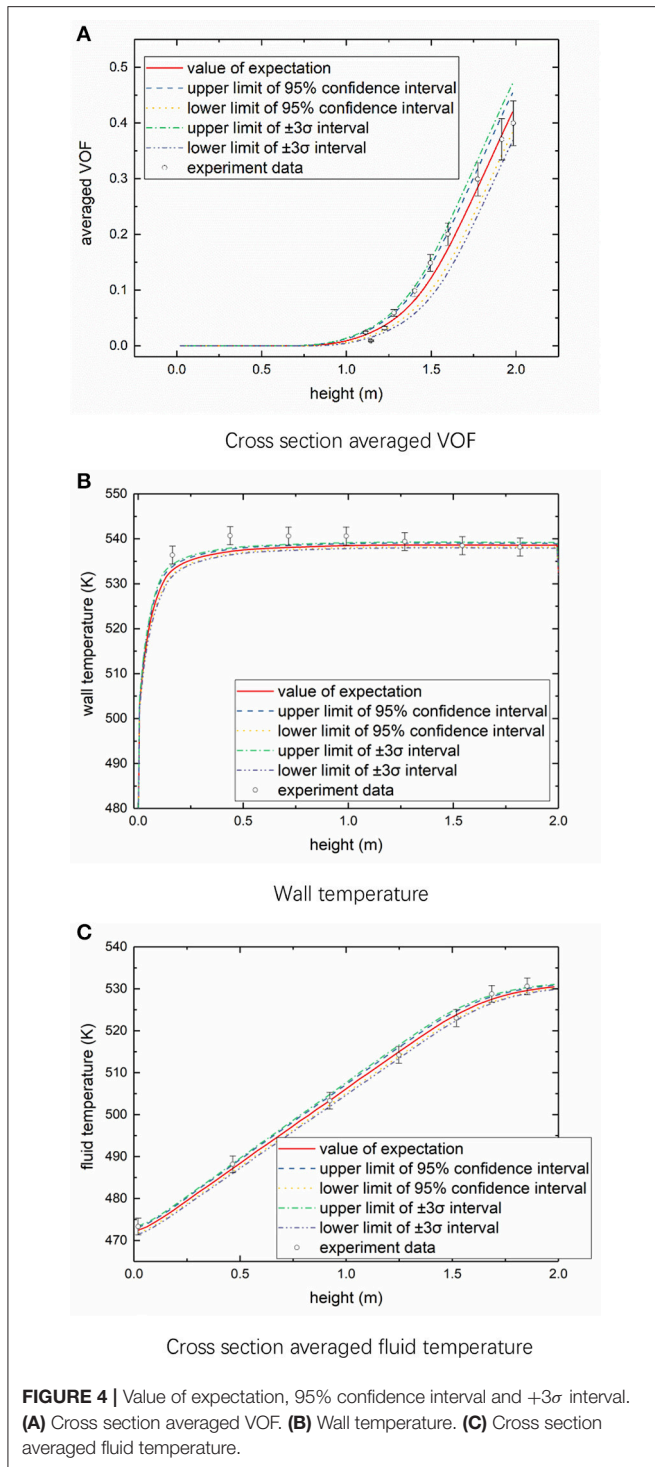 A
value of expectation
upper limit of 95% confidence interval
lower limit of 95% confidence interval
upper limit of ±3σ interval
lower limit of ±3σ interval
experiment data
averaged VOF
0.5
0.4
0.3
0.2
0.1
0.0
0.0 0.5 1.0 1.5 2.0
height (m)
Cross section averaged VOF
B
wall temperature (K)
550
540
530
520
510
500
490
480
value of expectation
upper limit of 95% confidence interval
lower limit of 95% confidence interval
upper limit of ±3σ interval
lower limit of ±3σ interval
experiment data
0.0 0.5 1.0 1.5 2.0
height (m)
Wall temperature
C
fluid temperature (K)
540
530
520
510
500
490
480
470
value of expectation
upper limit of 95% confidence interval
lower limit of 95% confidence interval
upper limit of ±3σ interval
lower limit of ±3σ interval
experiment data
0.0 0.5 1.0 1.5 2.0
height (m)
Cross section averaged fluid temperature
FIGURE 4 | Value of expectation, 95% confidence interval and +3σ interval.
(A) Cross section averaged VOF. (B) Wall temperature. (C) Cross section
averaged fluid temperature.